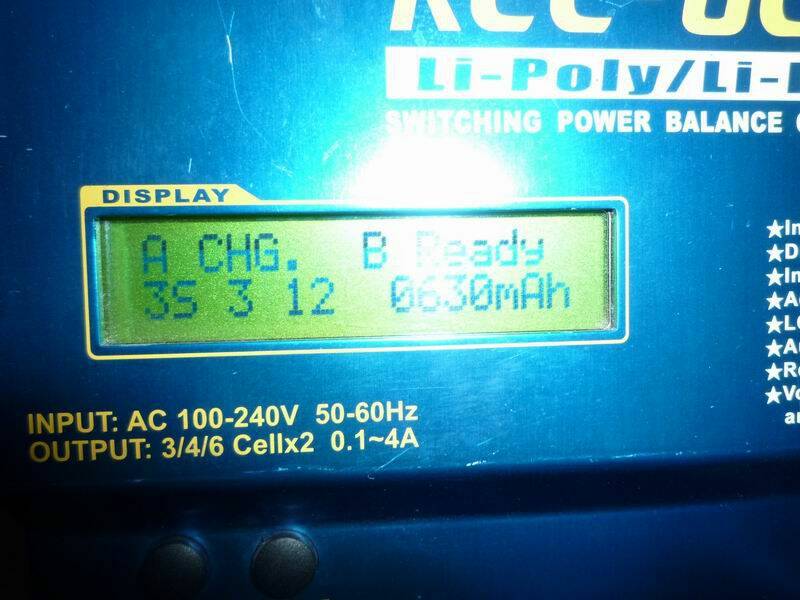 Li-Poly/Li-
SWITCHING POWER BALANCE
DISPLAY
A CHG. B Ready
3S 3 12 0630mAh
INPUT: AC 100-240V 50-60Hz
OUTPUT: 3/4/6 Cellx2 0.1~4A